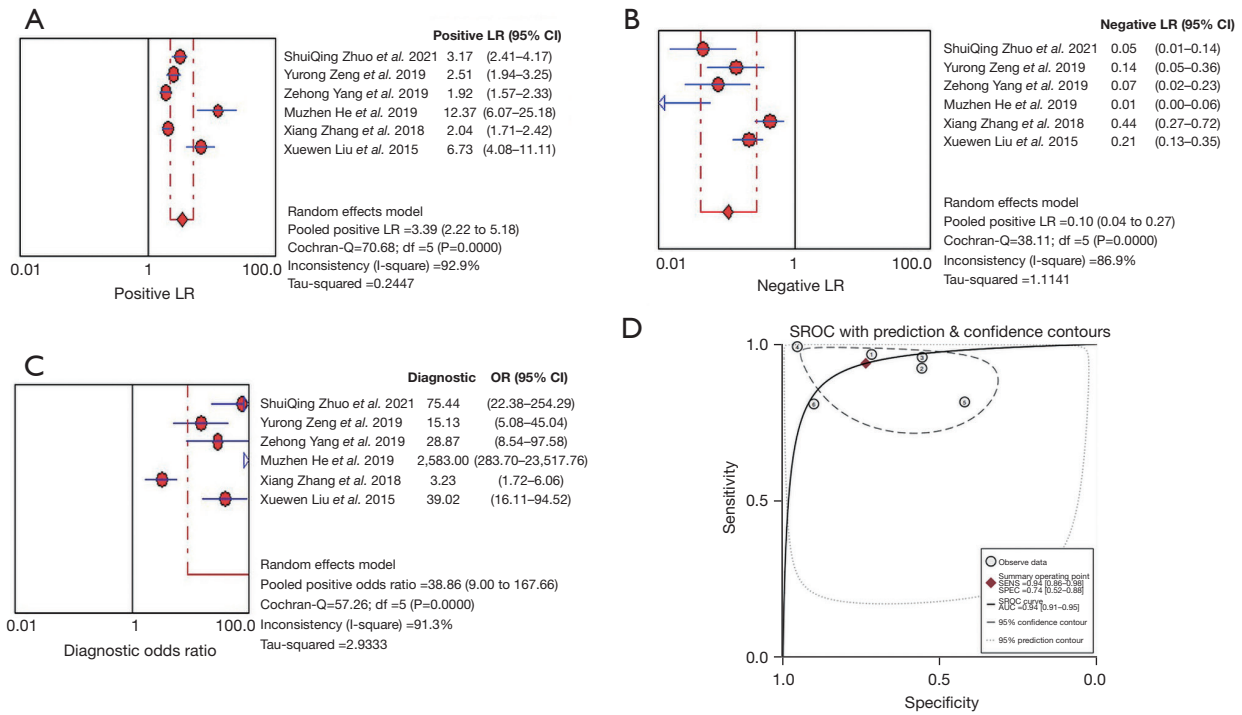 A
Positive LR (95% CI)
ShuiQing Zhuo et al. 2021 3.17 (2.41–4.17)
Yurong Zeng et al. 2019 2.51 (1.94–3.25)
Zehong Yang et al. 2019 1.92 (1.57–2.33)
Muzhen He et al. 2019 12.37 (6.07–25.18)
Xiang Zhang et al. 2018 2.04 (1.71–2.42)
Xuewen Liu et al. 2015 6.73 (4.08–11.11)
Random effects model
Pooled positive LR =3.39 (2.22 to 5.18)
Cochran-Q=70.68; df =5 (P=0.0000)
Inconsistency (I-square) =92.9%
Tau-squared =0.2447
0.01 1 100.0
Positive LR
B
Negative LR (95% CI)
ShuiQing Zhuo et al. 2021 0.05 (0.01–0.14)
Yurong Zeng et al. 2019 0.14 (0.05–0.36)
Zehong Yang et al. 2019 0.07 (0.02–0.23)
Muzhen He et al. 2019 0.01 (0.00–0.06)
Xiang Zhang et al. 2018 0.44 (0.27–0.72)
Xuewen Liu et al. 2015 0.21 (0.13–0.35)
Random effects model
Pooled positive LR =0.10 (0.04 to 0.27)
Cochran-Q=38.11; df =5 (P=0.0000)
Inconsistency (I-square) =86.9%
Tau-squared =1.1141
0.01 1 100.0
Negative LR
C
Diagnostic OR (95% CI)
ShuiQing Zhuo et al. 2021 75.44 (22.38–254.29)
Yurong Zeng et al. 2019 15.13 (5.08–45.04)
Zehong Yang et al. 2019 28.87 (8.54–97.58)
Muzhen He et al. 2019 2,583.00 (283.70–23,517.76)
Xiang Zhang et al. 2018 3.23 (1.72–6.06)
Xuewen Liu et al. 2015 39.02 (16.11–94.52)
Random effects model
Pooled positive odds ratio =38.86 (9.00 to 167.66)
Cochran-Q=57.26; df =5 (P=0.0000)
Inconsistency (I-square) =91.3%
Tau-squared =2.9333
0.01 1 100.0
Diagnostic odds ratio
D
SROC with prediction & confidence contours
1.0
0.5
0.0
Sensitivity
4
1
3
2
6
5
Observe data
Summary operating point
SENS =0.94 [0.86–0.98]
SPEC =0.74 [0.52–0.88]
SROC curve
AUC =0.94 [0.91–0.95]
95% confidence contour
95% prediction contour
1.0 0.5 0.0
Specificity